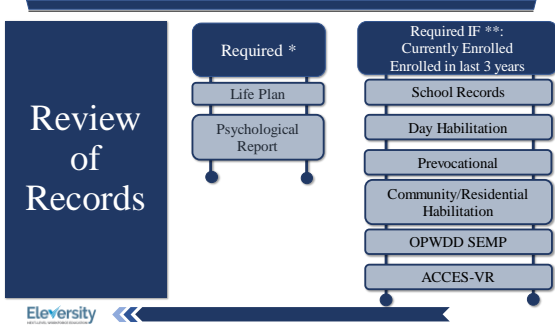 Review
of
Records
Required *
Life Plan
Psychological
Report
Required IF **:
Currently Enrolled
Enrolled in last 3 years
School Records
Day Habilitation
Prevocational
Community/Residential
Habilitation
OPWDD SEMP
ACCES-VR
Eleversity